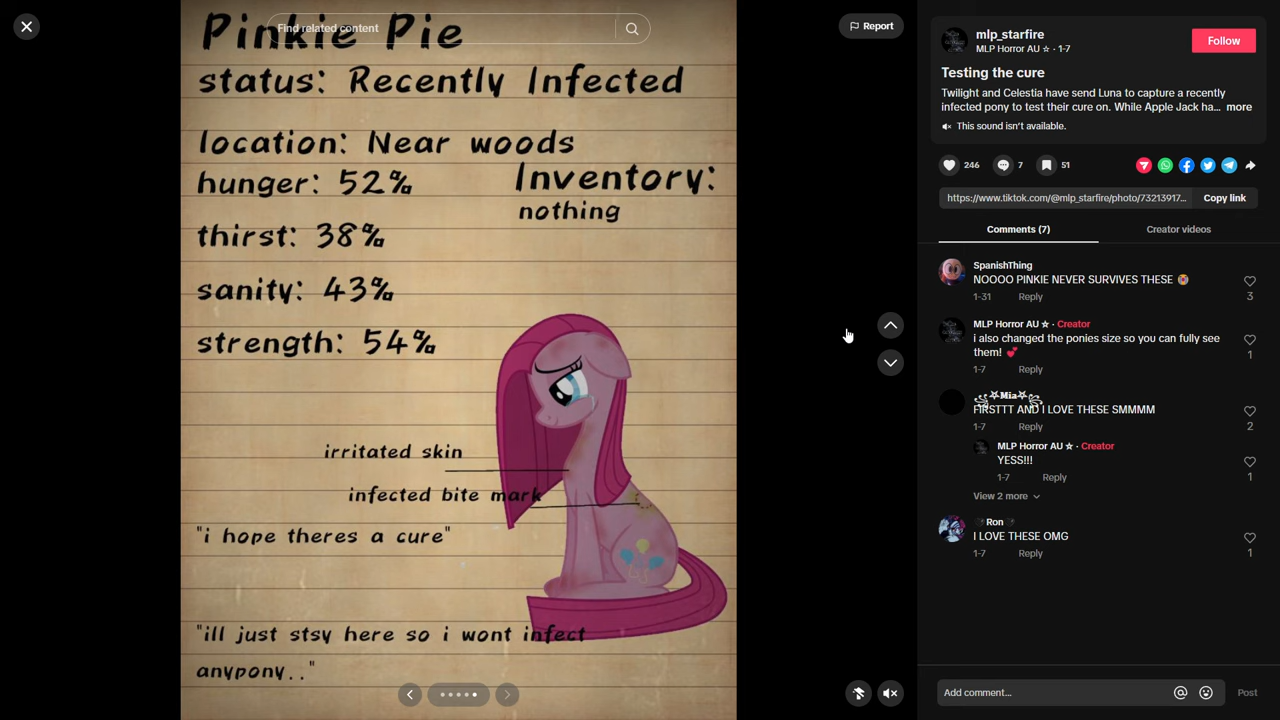 Pinkie Pie
Find related content
status: Recently Infected
location: Near woods
hunger: 52%
Inventory:
nothing
thirst: 38%
sanity: 43%
strength: 54%
irritated skin
infected bite mark
"i hope theres a cure"
"ill just stsy here so i wont infect
anypony.."
Report
mlp_starfire
MLP Horror AU ☆ · 1-7
Follow
Testing the cure
Twilight and Celestia have send Luna to capture a recently
infected pony to test their cure on. While Apple Jack ha... more
This sound isn't available.
246
7
51
https://www.tiktok.com/@mlp_starfire/photo/73213917...
Copy link
Comments (7)
Creator videos
SpanishThing
NOOOO PINKIE NEVER SURVIVES THESE 😭
1-31 Reply
3
MLP Horror AU ☆ · Creator
i also changed the ponies size so you can fully see
them! 💕
1
1-7 Reply
꧁⛧Mia⛧꧂
FIRSTTT AND I LOVE THESE SMMMM
1-7 Reply
2
MLP Horror AU ☆ · Creator
YESS!!!
1-7 Reply
1
View 2 more
Ron
I LOVE THESE OMG
1-7 Reply
1
Add comment...
Post